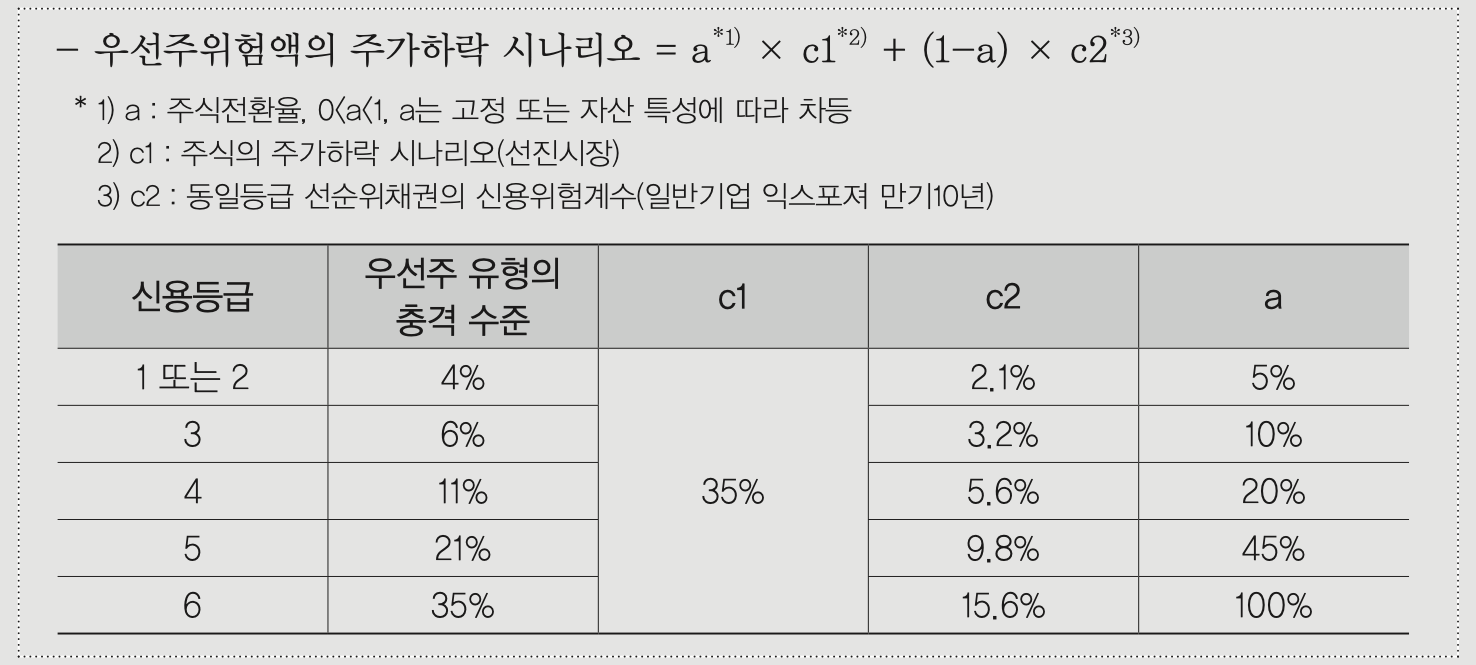 - 우선주위험액의 주가하락 시나리오 = a*1) × c1*2) + (1-a) × c2*3)
* 1) a : 주식전환율, 0<a<1, a는 고정 또는 자산 특성에 따라 차등
2) c1 : 주식의 주가하락 시나리오(선진시장)
3) c2 : 동일등급 선순위채권의 신용위험계수(일반기업 익스포져 만기10년)
신용등급 우선주 유형의 충격 수준 c1 c2 a
1 또는 2 4% 2.1% 5%
3 6% 3.2% 10%
4 11% 35% 5.6% 20%
5 21% 9.8% 45%
6 35% 15.6% 100%